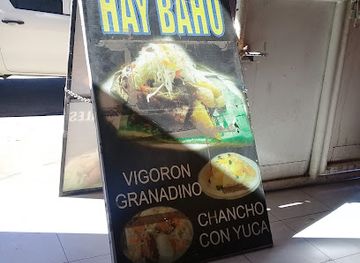 HAY BAHO
VIGORON
GRANADINO
CHANCHO
CON YUCA